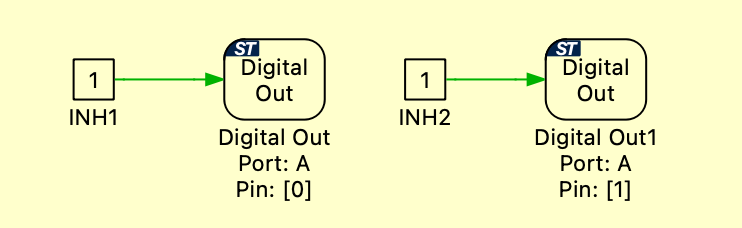 ST
Digital
Out
1
INH1
Digital Out
Port: A
Pin: [0]
ST
Digital
Out
1
INH2
Digital Out1
Port: A
Pin: [1]